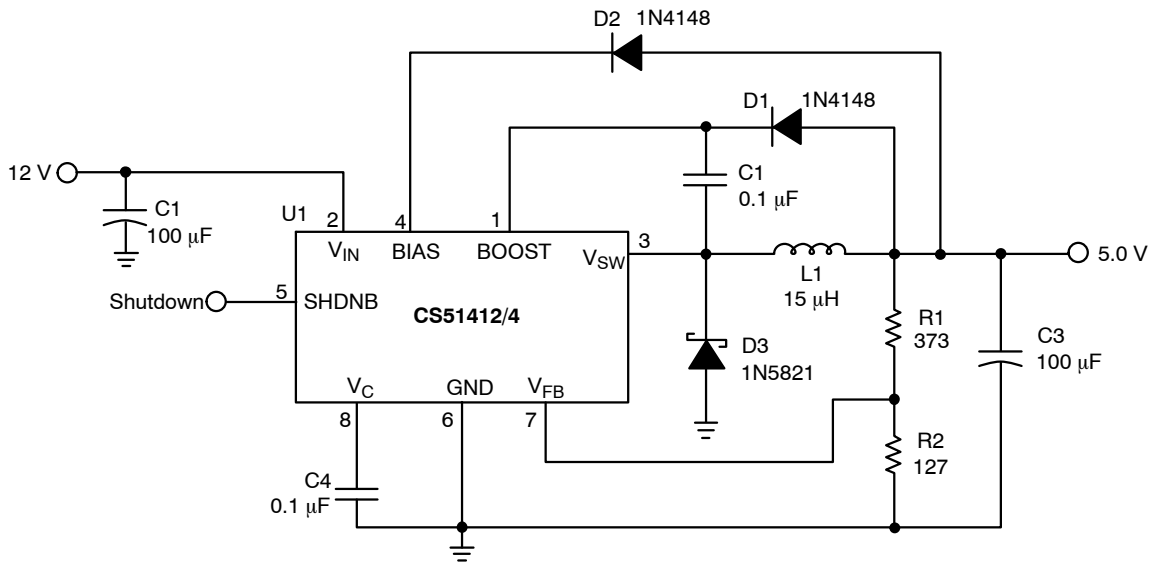 D2 1N4148
D1 1N4148
12 V
C1
100 μF
C1
0.1 μF
U1
2
4
1
3
V_IN
BIAS
BOOST
V_SW
5.0 V
L1
15 μH
Shutdown
5
SHDNB
CS51412/4
R1
373
C3
100 μF
D3
1N5821
V_C
GND
V_FB
8
6
7
R2
127
C4
0.1 μF